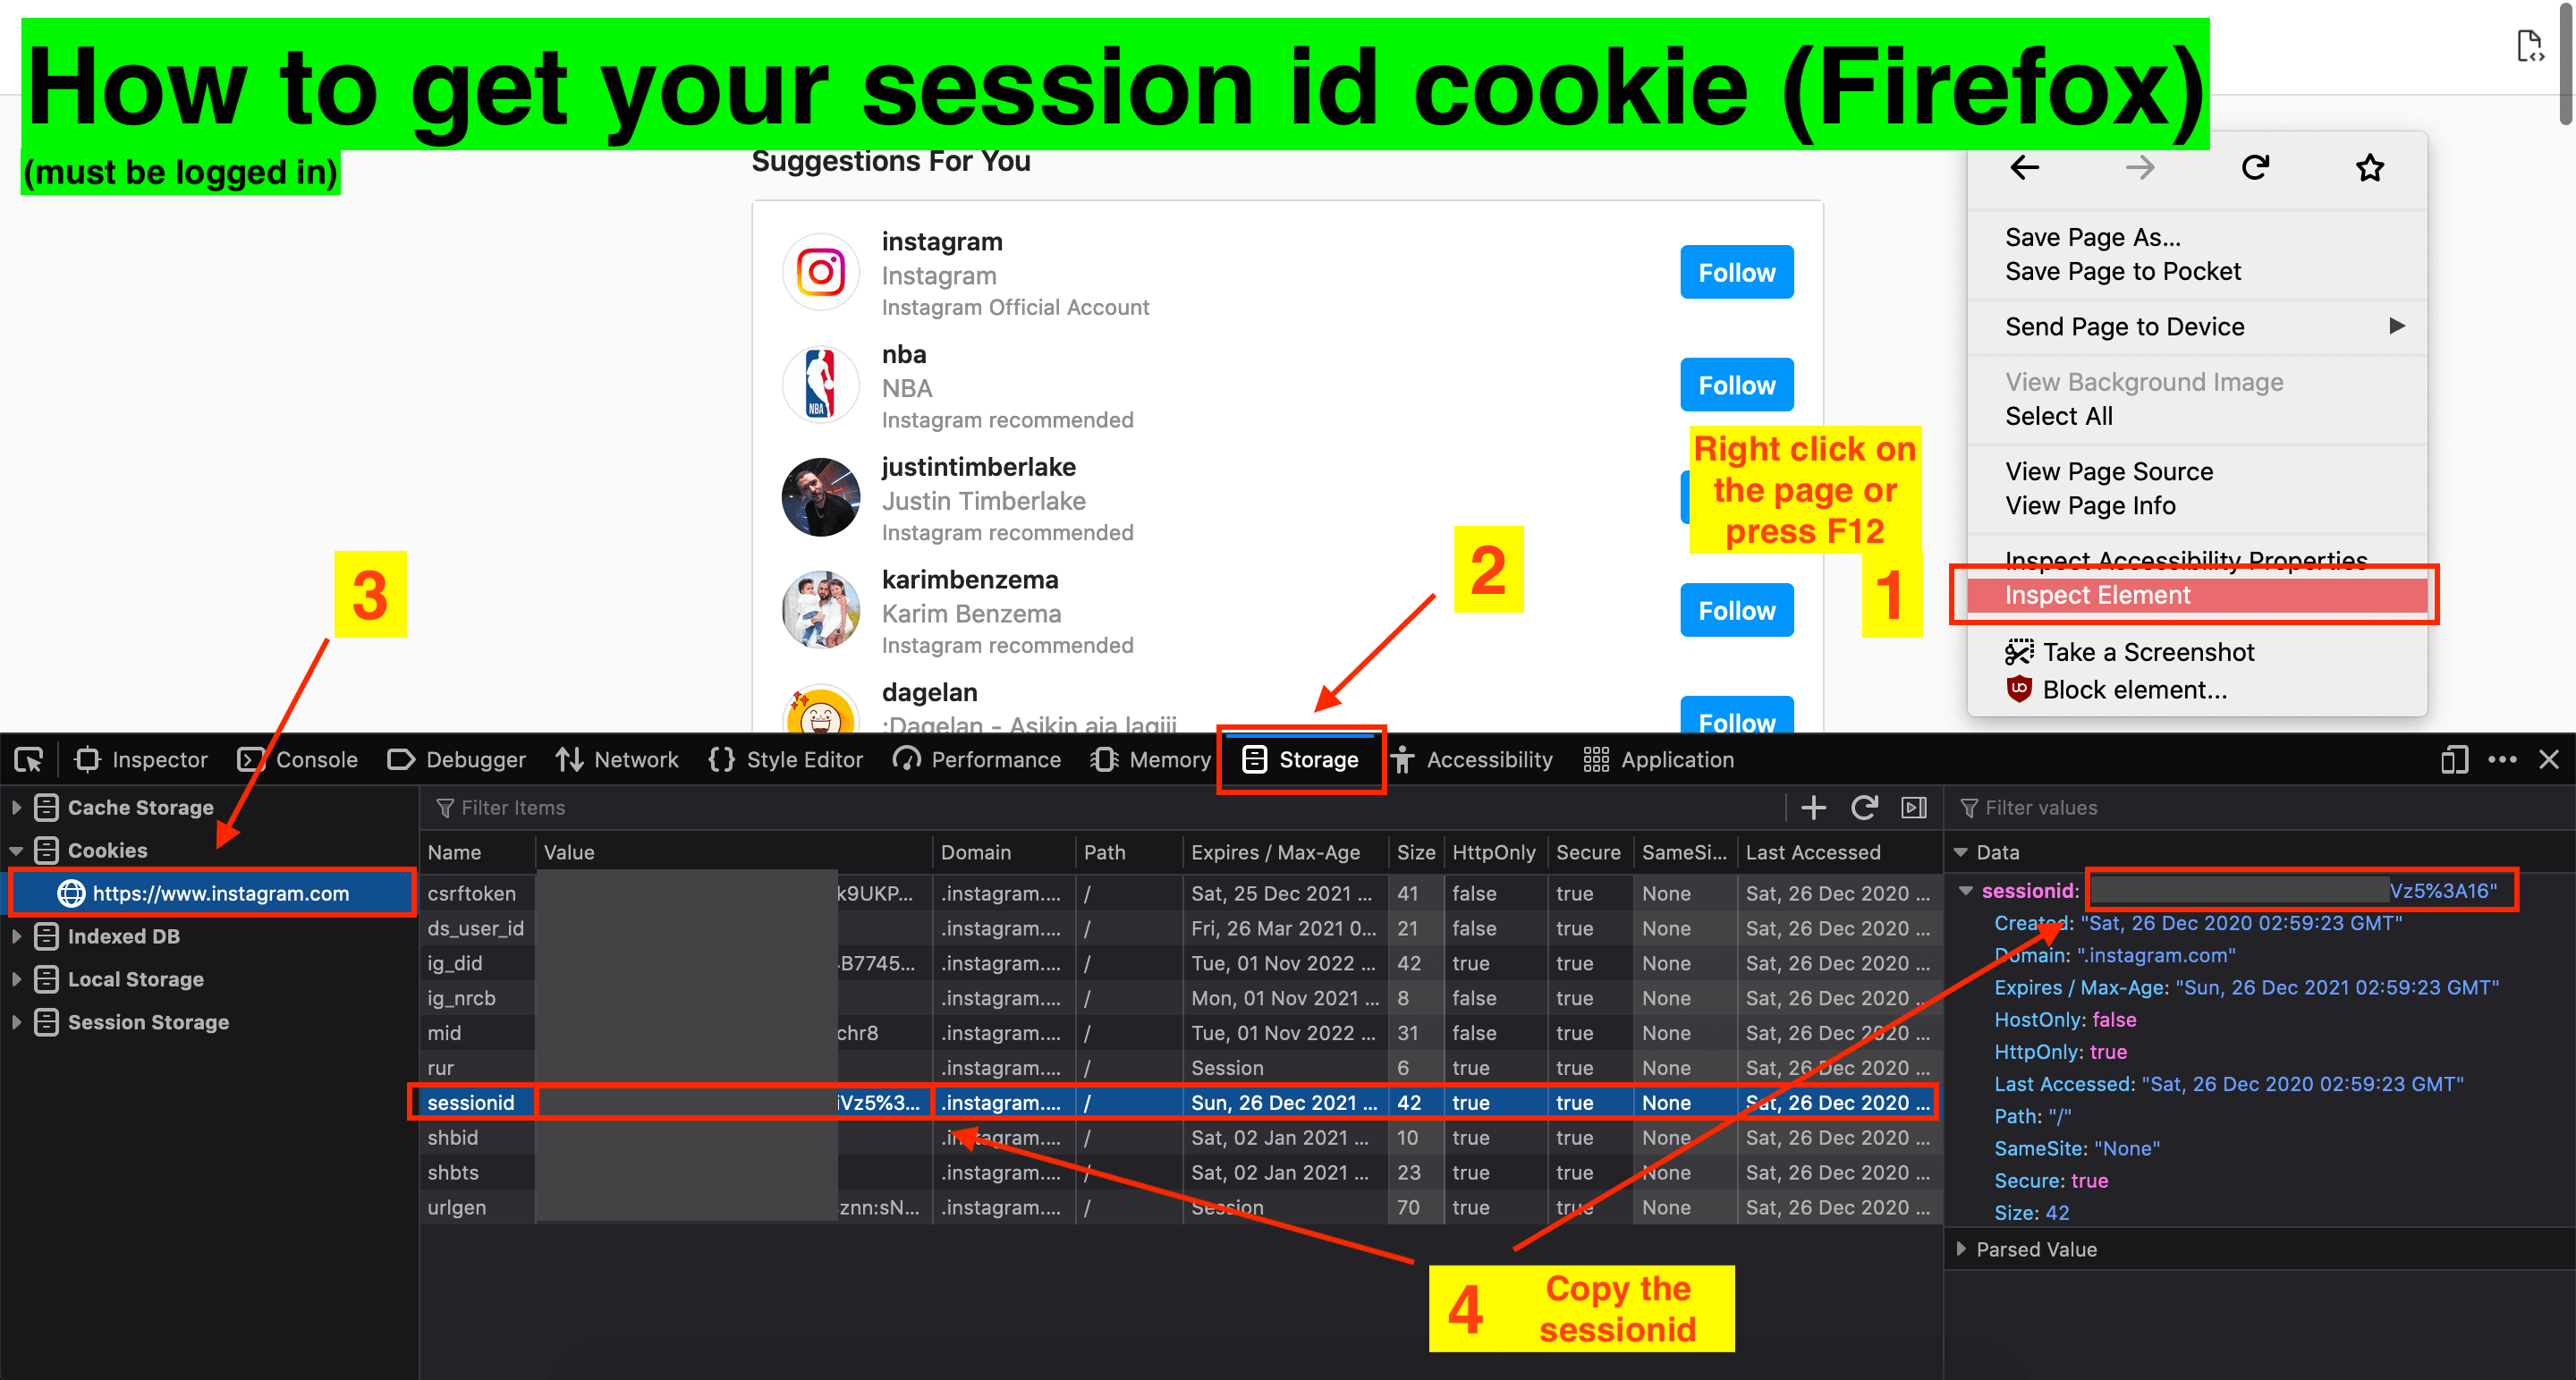 How to get your session id cookie (Firefox)
(must be logged in)
Suggestions For You
instagram
Instagram
Instagram Official Account
Follow
nba
NBA
Instagram recommended
Follow
justintimberlake
Justin Timberlake
Instagram recommended
karimbenzema
Karim Benzema
Instagram recommended
Follow
dagelan
:Dagelan - Asikin aja lagiii
Follow
Right click on
the page or
press F12
1
2
3
Save Page As...
Save Page to Pocket
Send Page to Device
View Background Image
Select All
View Page Source
View Page Info
Inspect Accessibility Properties
Inspect Element
Take a Screenshot
Block element...
Inspector Console Debugger Network Style Editor Performance Memory Storage Accessibility Application
Cache Storage
Cookies
https://www.instagram.com
Indexed DB
Local Storage
Session Storage
Filter Items
Name Value Domain Path Expires / Max-Age Size HttpOnly Secure SameSi... Last Accessed
csrftoken k9UKP... .instagram.... / Sat, 25 Dec 2021 ... 41 false true None Sat, 26 Dec 2020 ...
ds_user_id .instagram.... / Fri, 26 Mar 2021 0... 21 false true None Sat, 26 Dec 2020 ...
ig_did B7745... .instagram.... / Tue, 01 Nov 2022 ... 42 true true None Sat, 26 Dec 2020 ...
ig_nrcb .instagram.... / Mon, 01 Nov 2021 ... 8 false true None Sat, 26 Dec 2020 ...
mid chr8 .instagram.... / Tue, 01 Nov 2022 ... 31 false true None Sat, 26 Dec 2020 ...
rur .instagram.... / Session 6 true true None Sat, 26 Dec 2020 ...
sessionid iVz5%3... .instagram.... / Sun, 26 Dec 2021 ... 42 true true None Sat, 26 Dec 2020 ...
shbid .instagram.... / Sat, 02 Jan 2021 ... 10 true true None Sat, 26 Dec 2020 ...
shbts .instagram.... / Sat, 02 Jan 2021 ... 23 true true None Sat, 26 Dec 2020 ...
urlgen znn:sN... .instagram.... / Session 70 true true None Sat, 26 Dec 2020 ...
Filter values
Data
sessionid: Vz5%3A16"
Created: "Sat, 26 Dec 2020 02:59:23 GMT"
Domain: ".instagram.com"
Expires / Max-Age: "Sun, 26 Dec 2021 02:59:23 GMT"
HostOnly: false
HttpOnly: true
Last Accessed: "Sat, 26 Dec 2020 02:59:23 GMT"
Path: "/"
SameSite: "None"
Secure: true
Size: 42
Parsed Value
4
Copy the
sessionid